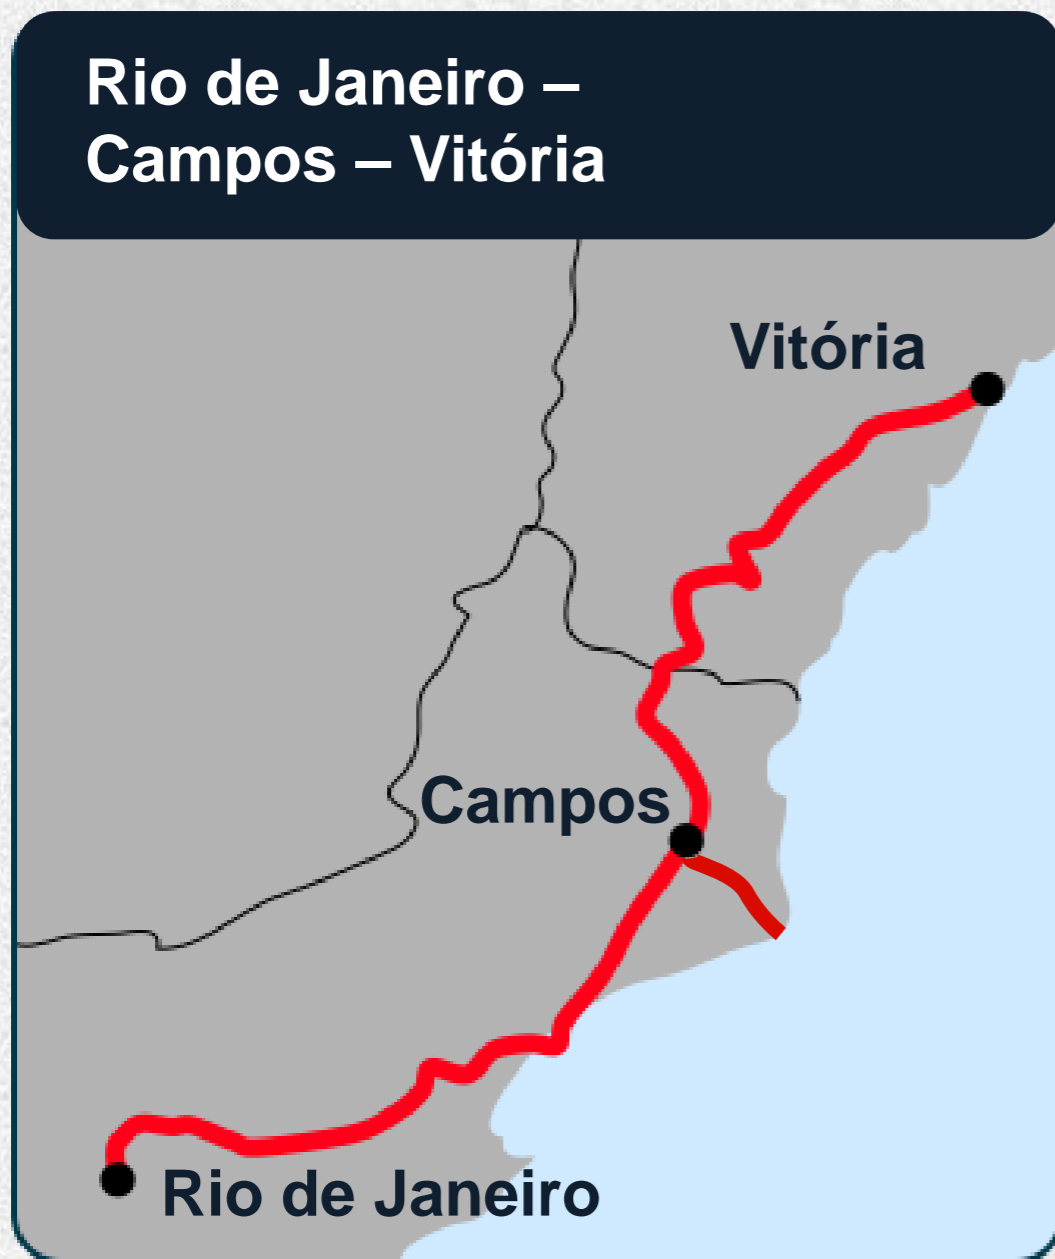 Rio de Janeiro –
Campos – Vitória
Vitória
Campos
Rio de Janeiro